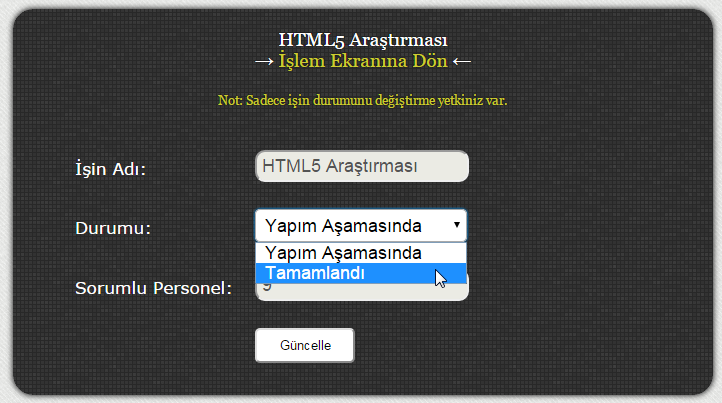 HTML5 Araştırması
→ İşlem Ekranına Dön ←
Not: Sadece işin durumunu değiştirme yetkiniz var.
İşin Adı: HTML5 Araştırması
Durumu: Yapım Aşamasında
Yapım Aşamasında
Tamamlandı
Sorumlu Personel: 9
Güncelle